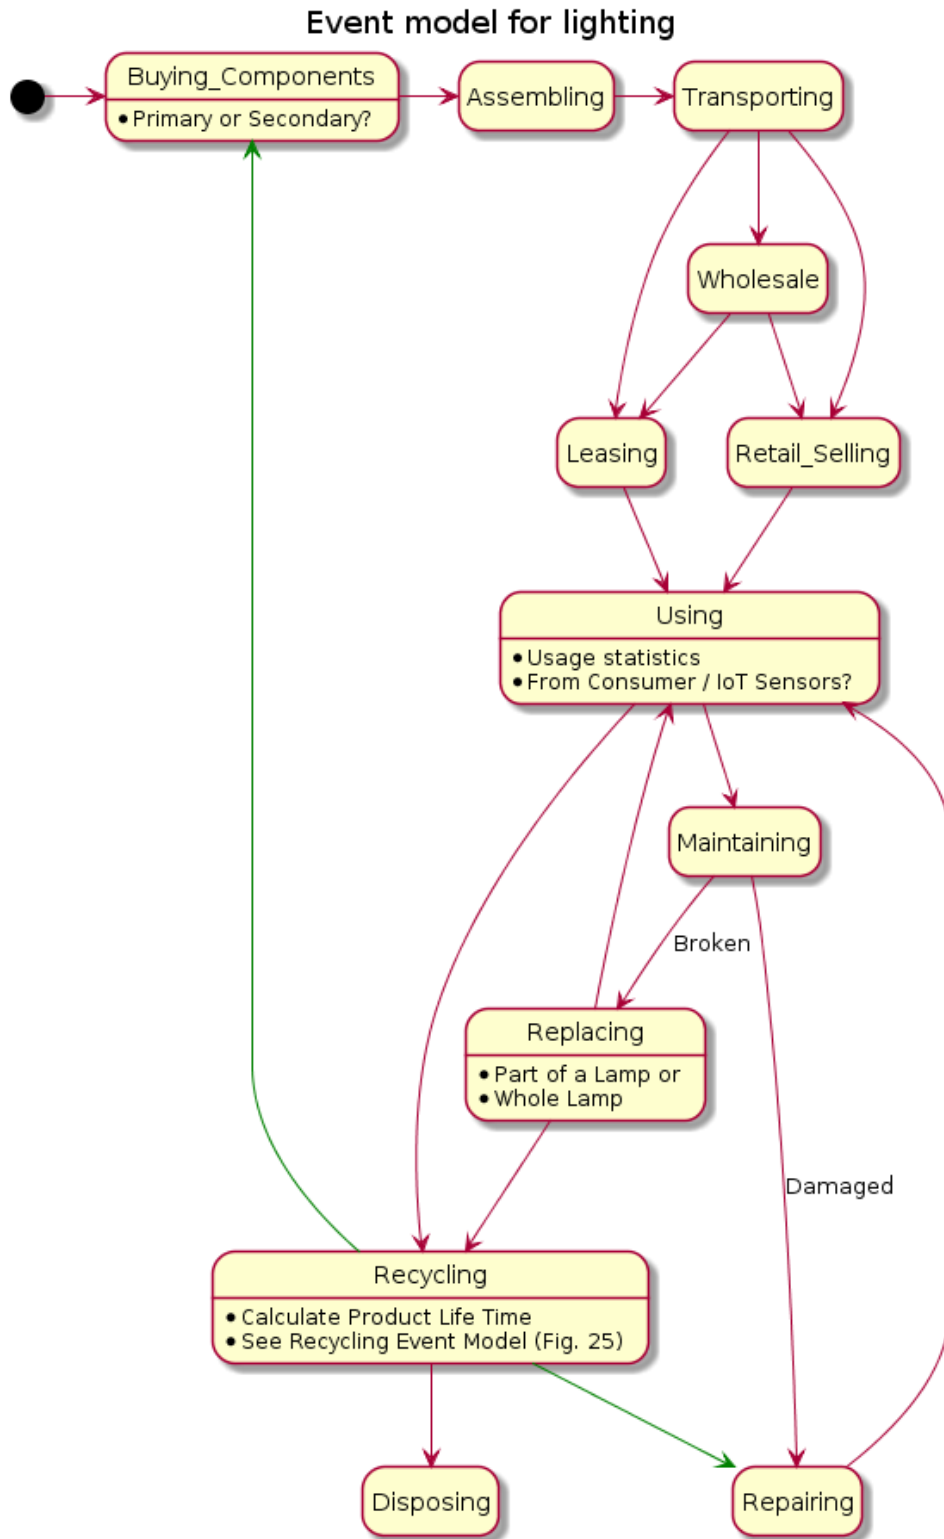 Event model for lighting
Buying_Components
Primary or Secondary?
Assembling
Transporting
Wholesale
Leasing
Retail_Selling
Using
Usage statistics
From Consumer / IoT Sensors?
Maintaining
Broken
Replacing
Part of a Lamp or
Whole Lamp
Damaged
Recycling
Calculate Product Life Time
See Recycling Event Model (Fig. 25)
Disposing
Repairing